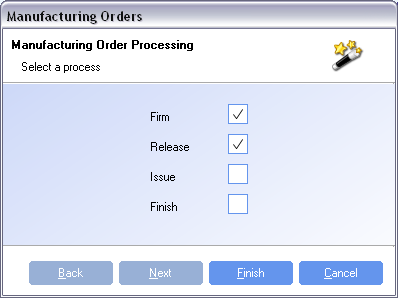 Manufacturing Orders
Manufacturing Order Processing
Select a process
Firm
Release
Issue
Finish
Back Next Finish Cancel